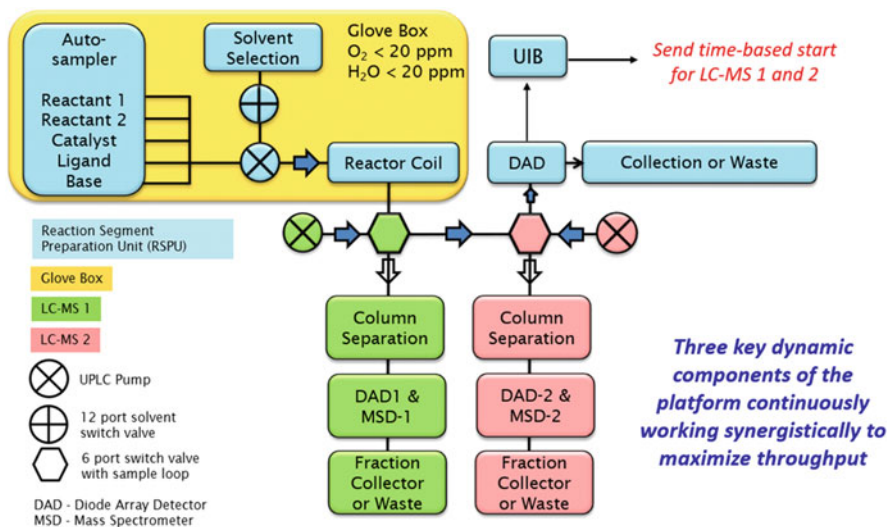 Auto-
sampler
Reactant 1
Reactant 2
Catalyst
Ligand
Base
Solvent
Selection
Glove Box
O₂ < 20 ppm
H₂O < 20 ppm
Reactor Coil
UIB
Send time-based start
for LC-MS 1 and 2
DAD
Collection or Waste
Reaction Segment
Preparation Unit (RSPU)
Glove Box
LC-MS 1
LC-MS 2
UPLC Pump
12 port solvent
switch valve
6 port switch valve
with sample loop
DAD - Diode Array Detector
MSD - Mass Spectrometer
Column
Separation
DAD1 &
MSD-1
Fraction
Collector
or Waste
Column
Separation
DAD-2 &
MSD-2
Fraction
Collector
or Waste
Three key dynamic
components of the
platform continuously
working synergistically to
maximize throughput